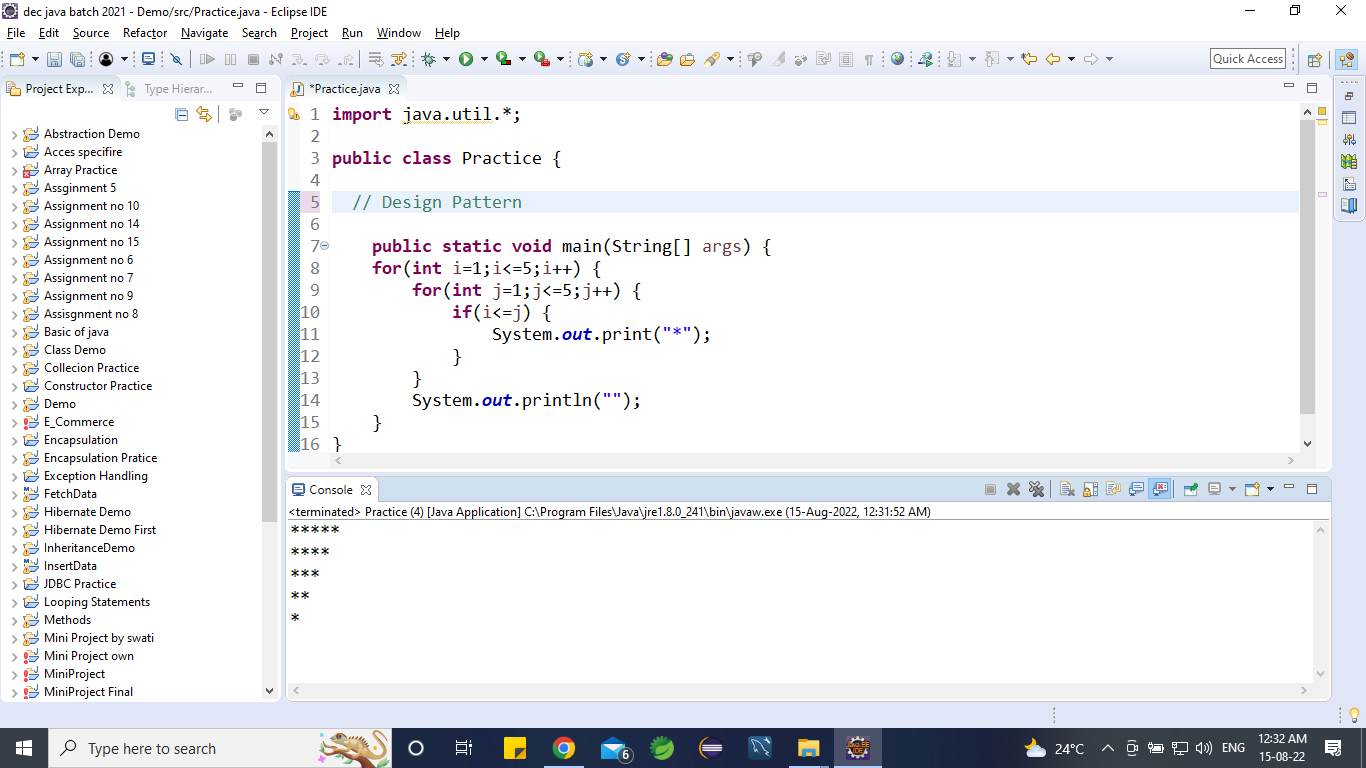 dec java batch 2021 - Demo/src/Practice.java - Eclipse IDE
File Edit Source Refactor Navigate Search Project Run Window Help
Quick Access
Project Exp... Type Hierar...
Abstraction Demo
Acces specifire
Array Practice
Assginment 5
Assignment no 10
Assignment no 14
Assignment no 15
Assignment no 6
Assignment no 7
Assignment no 9
Assisgnment no 8
Basic of java
Class Demo
Collecion Practice
Constructor Practice
Demo
E_Commerce
Encapsulation
Encapsulation Pratice
Exception Handling
FetchData
Hibernate Demo
Hibernate Demo First
InheritanceDemo
InsertData
JDBC Practice
Looping Statements
Methods
Mini Project by swati
Mini Project own
MiniProject
MiniProject Final
*Practice.java
1 import java.util.*;
2
3 public class Practice {
4
5 // Design Pattern
6
7 public static void main(String[] args) {
8 for(int i=1;i<=5;i++) {
9 for(int j=1;j<=5;j++) {
10 if(i<=j) {
11 System.out.print("*");
12 }
13 }
14 System.out.println("");
15 }
16 }
Console
<terminated> Practice (4) [Java Application] C:\Program Files\Java\jre1.8.0_241\bin\javaw.exe (15-Aug-2022, 12:31:52 AM)
*****
****
***
**
*
Type here to search
6
24°C
ENG
12:32 AM
15-08-22